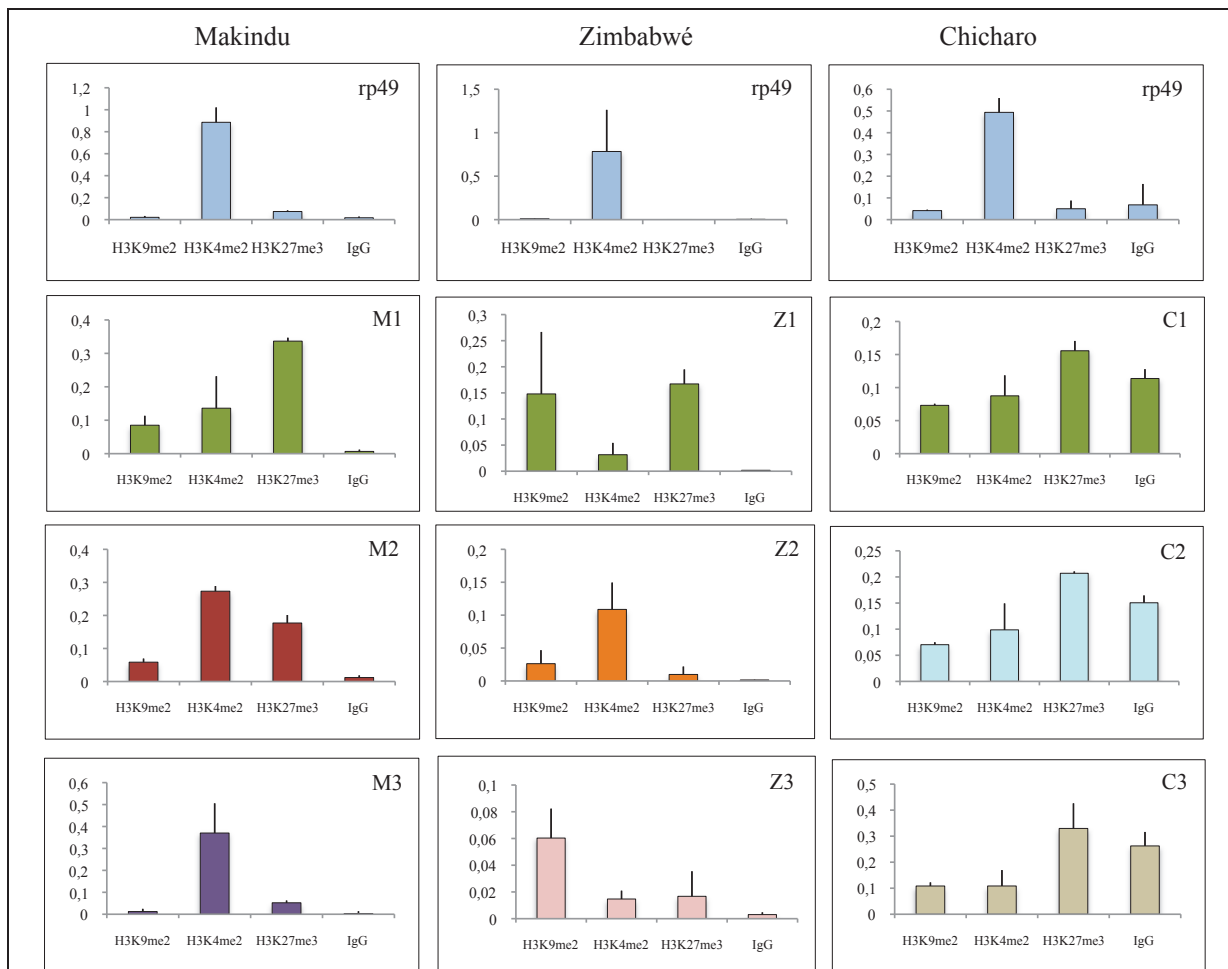 Makindu Zimbabwé Chicharo
rp49
1,2
1
0,8
0,6
0,4
0,2
0
H3K9me2 H3K4me2 H3K27me3 IgG
rp49
1,5
1
0,5
0
H3K9me2 H3K4me2 H3K27me3 IgG
rp49
0,6
0,5
0,4
0,3
0,2
0,1
0
H3K9me2 H3K4me2 H3K27me3 IgG
M1
0,4
0,3
0,2
0,1
0
H3K9me2 H3K4me2 H3K27me3 IgG
Z1
0,3
0,25
0,2
0,15
0,1
0,05
0
H3K9me2 H3K4me2 H3K27me3 IgG
C1
0,2
0,15
0,1
0,05
0
H3K9me2 H3K4me2 H3K27me3 IgG
M2
0,4
0,3
0,2
0,1
0
H3K9me2 H3K4me2 H3K27me3 IgG
Z2
0,2
0,15
0,1
0,05
0
H3K9me2 H3K4me2 H3K27me3 IgG
C2
0,25
0,2
0,15
0,1
0,05
0
H3K9me2 H3K4me2 H3K27me3 IgG
M3
0,6
0,5
0,4
0,3
0,2
0,1
0
H3K9me2 H3K4me2 H3K27me3 IgG
Z3
0,1
0,08
0,06
0,04
0,02
0
H3K9me2 H3K4me2 H3K27me3 IgG
C3
0,5
0,4
0,3
0,2
0,1
0
H3K9me2 H3K4me2 H3K27me3 IgG